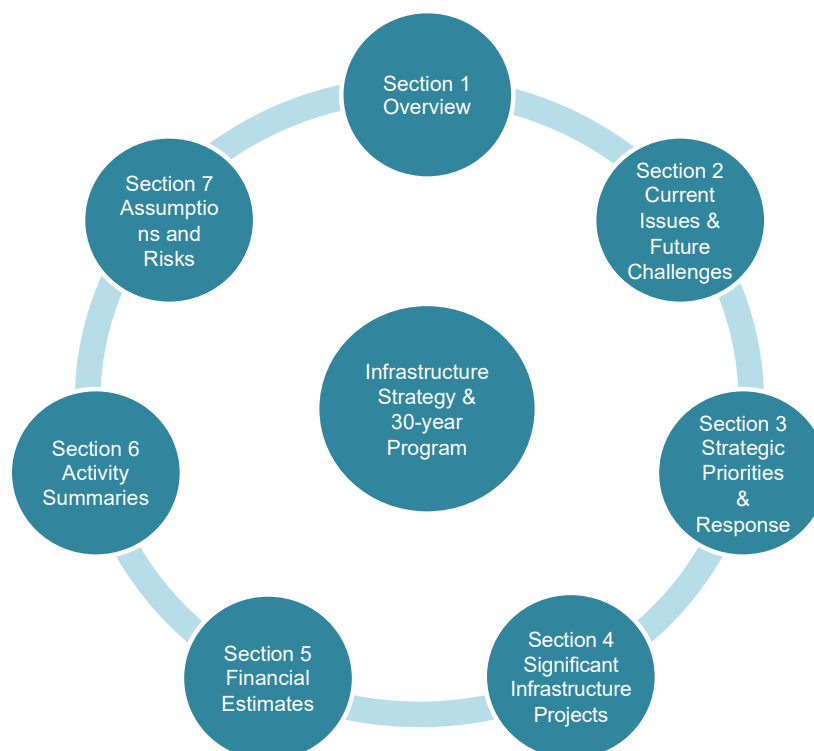 Section 1
Overview
Section 2
Current
Issues &
Future
Challenges
Section 3
Strategic
Priorities
&
Response
Section 4
Significant
Infrastructure
Projects
Section 5
Financial
Estimates
Section 6
Activity
Summaries
Section 7
Assumptio
ns and
Risks
Infrastructure
Strategy &
30-year
Program